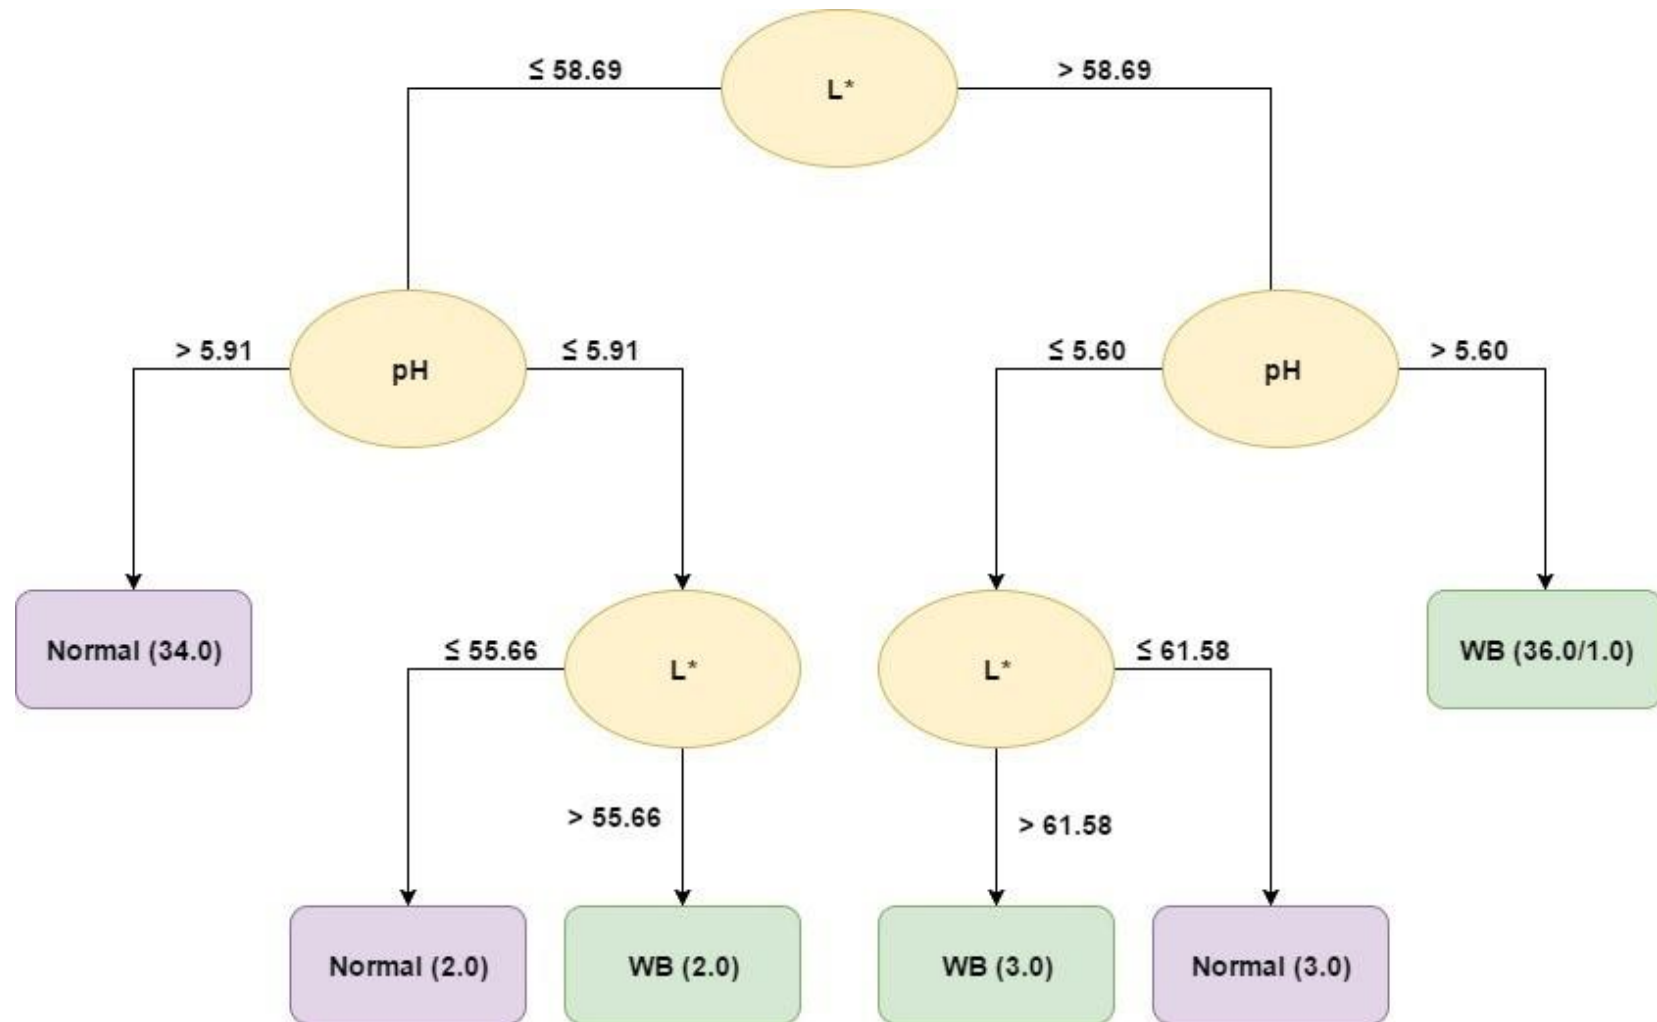 ≤ 58.69
L*
> 58.69
> 5.91
pH
≤ 5.91
≤ 5.60
pH
> 5.60
Normal (34.0)
≤ 55.66
L*
> 55.66
L*
≤ 61.58
> 61.58
WB (36.0/1.0)
Normal (2.0)
WB (2.0)
WB (3.0)
Normal (3.0)